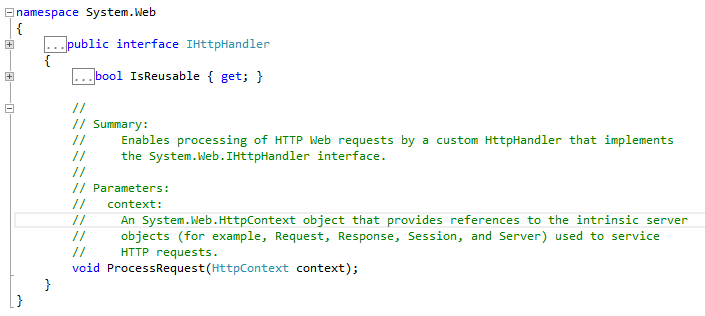 namespace System.Web
{
...public interface IHttpHandler
{
...bool IsReusable { get; }
//
// Summary:
//     Enables processing of HTTP Web requests by a custom HttpHandler that implements
//     the System.Web.IHttpHandler interface.
//
// Parameters:
//   context:
//     An System.Web.HttpContext object that provides references to the intrinsic server
//     objects (for example, Request, Response, Session, and Server) used to service
//     HTTP requests.
void ProcessRequest(HttpContext context);
}
}